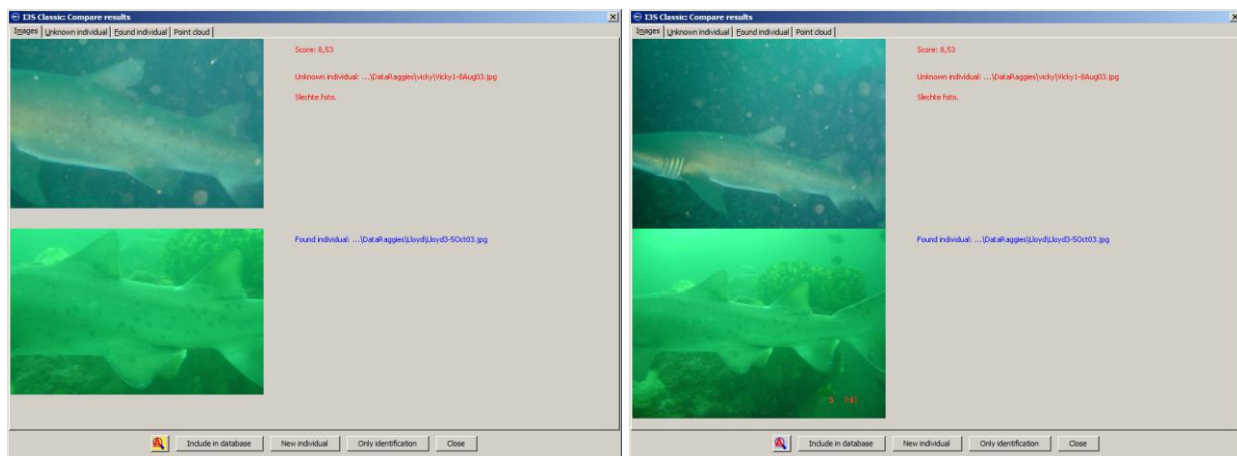 I3S Classic: Compare results
Images Unknown individual Found individual Point cloud
Score: 8,53
Unknown individual: ...\DataRaggies\vicky\Vicky1-8Aug03.jpg
Slechte foto.
Found individual: ...\DataRaggies\Lloyd\Lloyd3-5Oct03.jpg
Include in database New individual Only identification Close
I3S Classic: Compare results
Images Unknown individual Found individual Point cloud
Score: 8,53
Unknown individual: ...\DataRaggies\vicky\Vicky1-8Aug03.jpg
Slechte foto.
Found individual: ...\DataRaggies\Lloyd\Lloyd3-5Oct03.jpg
Include in database New individual Only identification Close